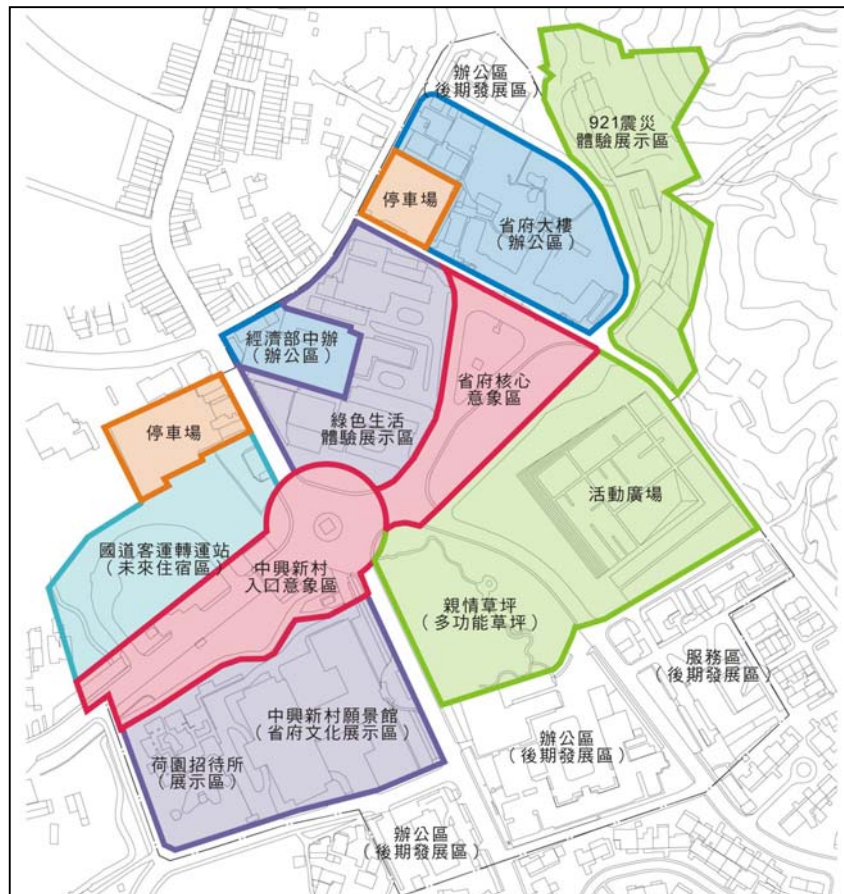 辦公區
（後期發展區）
921震災
體驗展示區
停車場
省府大樓
（辦公區）
經濟部中辦
（辦公區）
省府核心
意象區
綠色生活
體驗展示區
停車場
活動廣場
國道客運轉運站
（未來住宿區）
中興新村
入口意象區
親情草坪
（多功能草坪）
服務區
（後期發展區）
中興新村願景館
（省府文化展示區）
辦公區
（後期發展區）
荷園招待所
（展示區）
辦公區
（後期發展區）